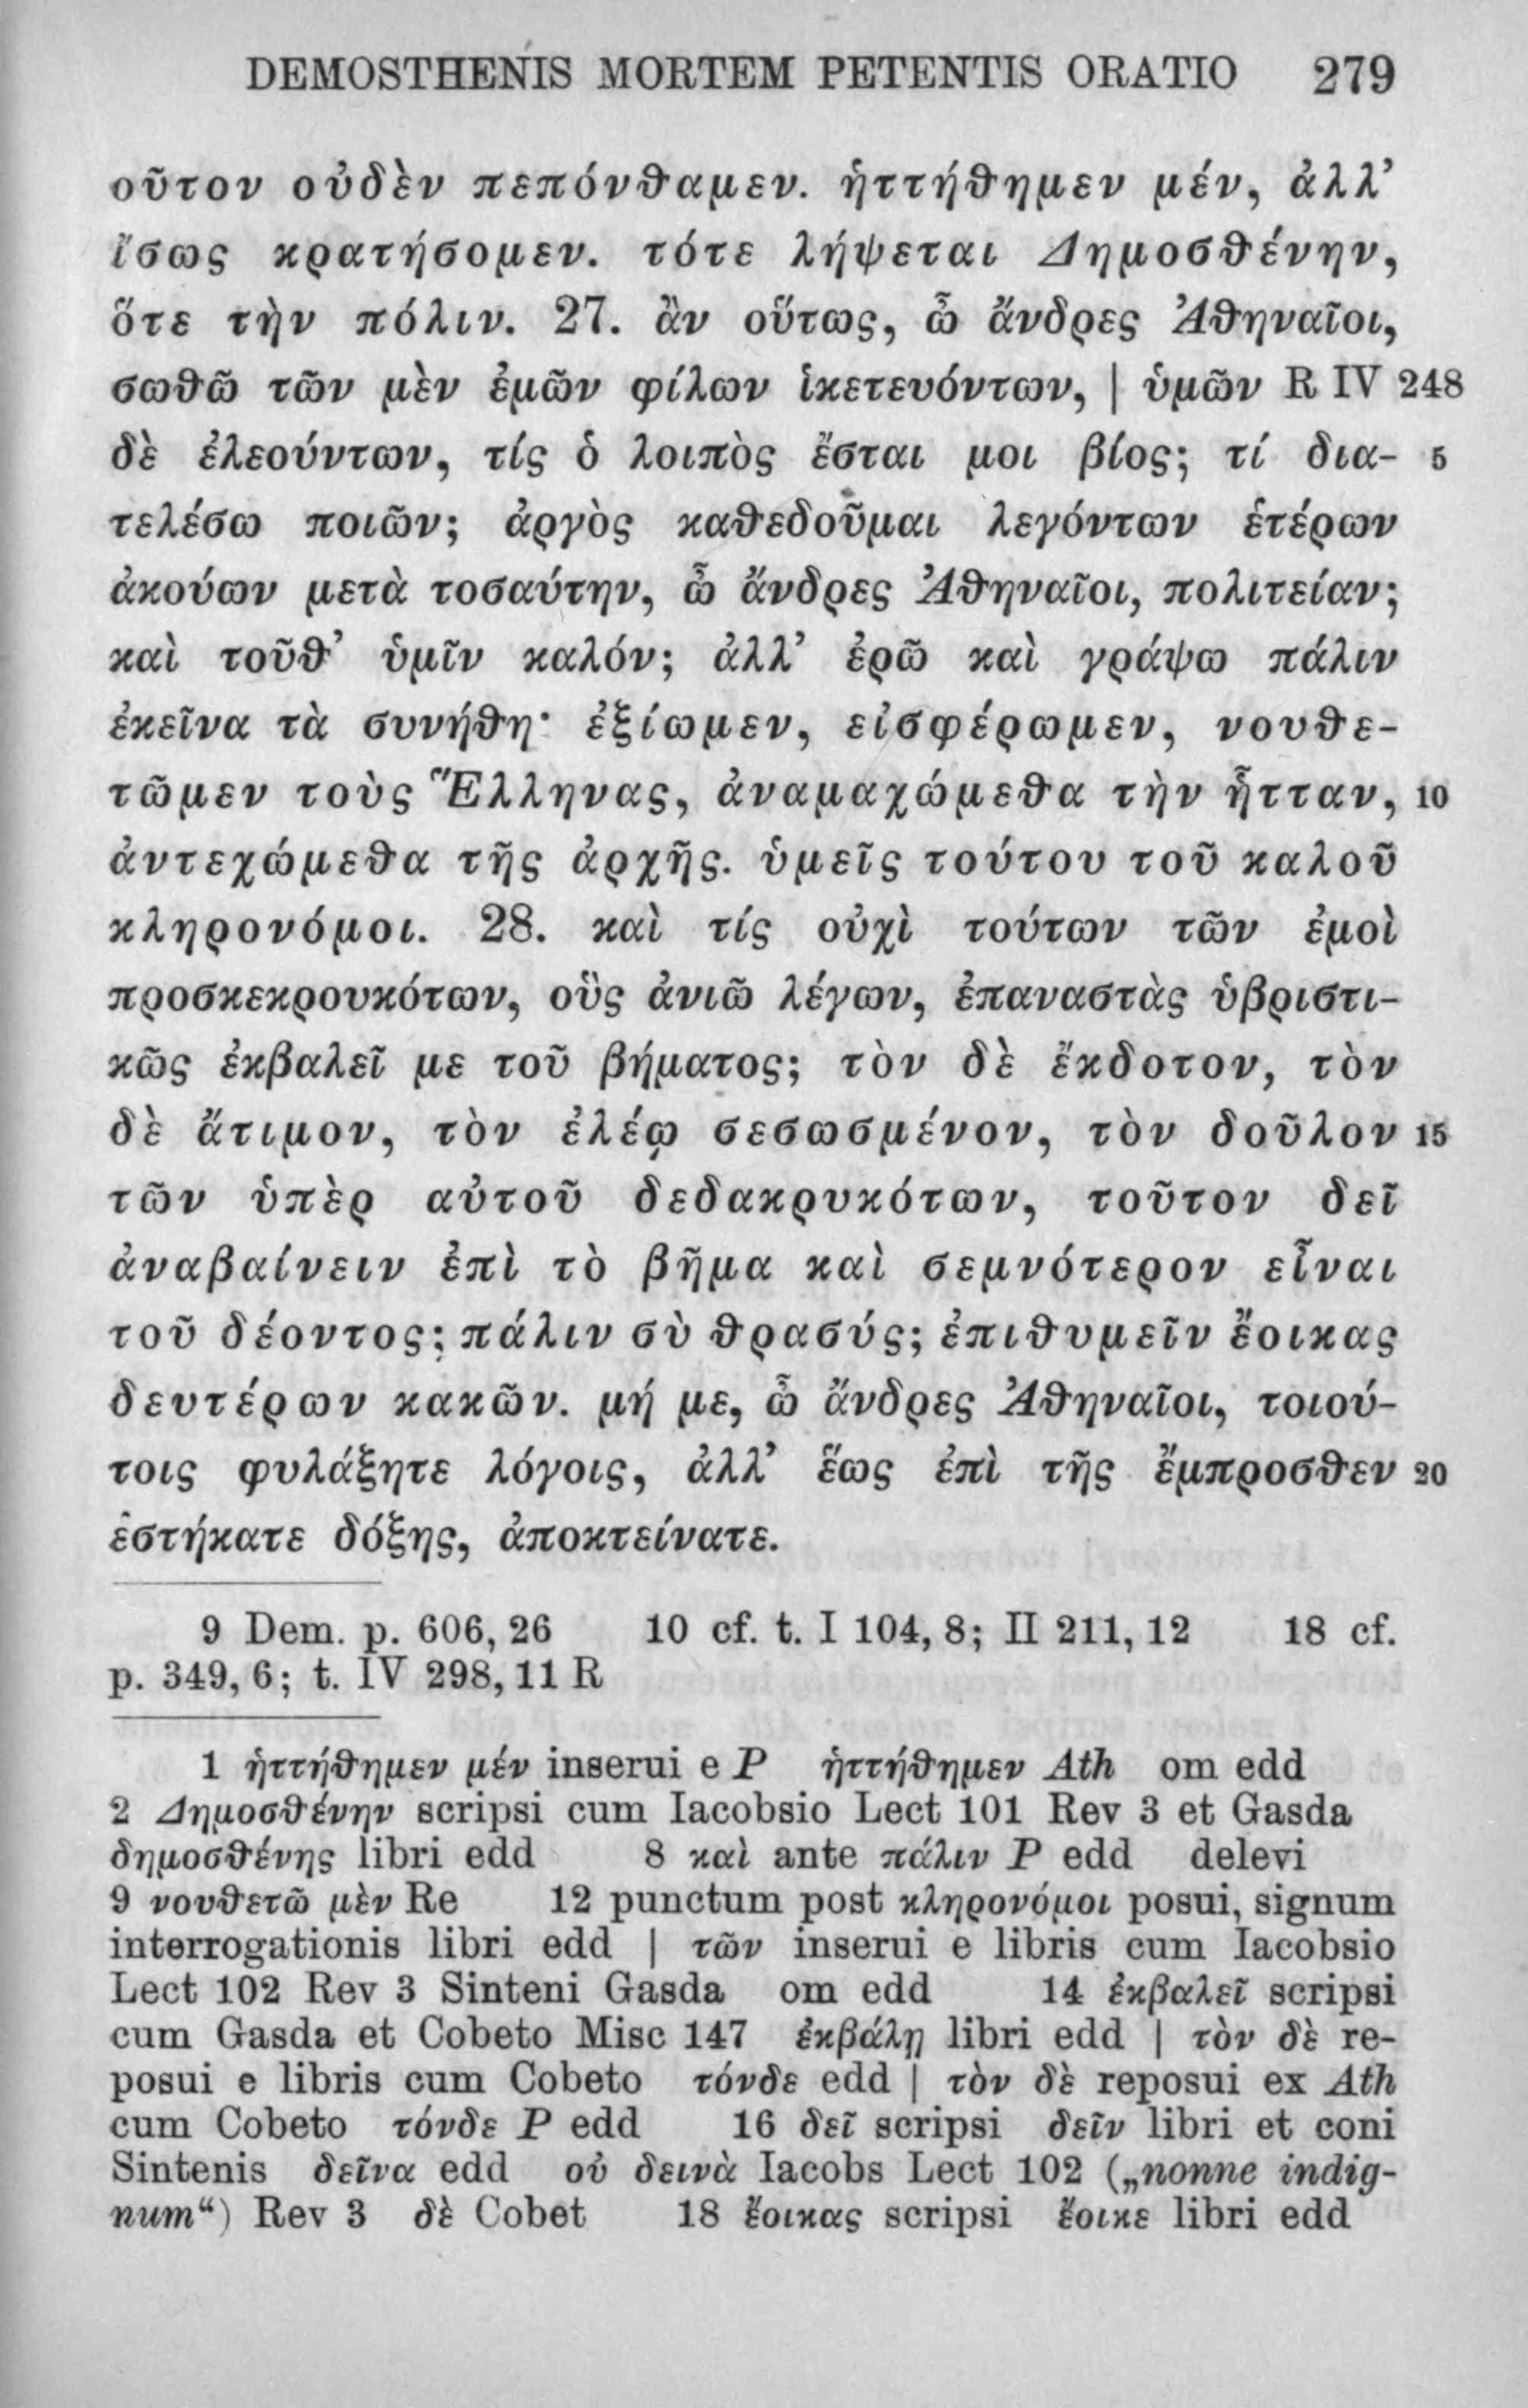 DEMOSTHENIS MORTEM PETENTIS ORATIO 279
οῦτον οὐδὲν πεπόνθαμεν. ἡττήθημεν μέν, ἀλλ’
ἴσως κρατήσομεν. τότε λήψεται Δημοσθένην,
ὅτε τὴν πόλιν. 27. ἂν οὕτως, ὦ ἄνδρες Ἀθηναῖοι,
σωθῶ τῶν μὲν ἐμῶν φίλων ἱκετευόντων, | ὑμῶν R IV 248
δὲ ἐλεούντων, τίς ὁ λοιπὸς ἔσται μοι βίος; τί δια- 5
τελέσω ποιῶν; ἀργὸς καθεδοῦμαι λεγόντων ἑτέρων
ἀκούων μετὰ τοσαύτην, ὦ ἄνδρες Ἀθηναῖοι, πολιτείαν;
καὶ τοῦθ’ ὑμῖν καλόν; ἀλλ’ ἐρῶ καὶ γράψω πάλιν
ἐκεῖνα τὰ συνήθη· ἐξίωμεν, εἰσφέρωμεν, νουθε-
τῶμεν τοὺς Ἕλληνας, ἀναμαχώμεθα τὴν ἧτταν, 10
ἀντεχώμεθα τῆς ἀρχῆς. ὑμεῖς τούτου τοῦ καλοῦ
κληρονόμοι. 28. καὶ τίς οὐχὶ τούτων τῶν ἐμοὶ
προσκεκρουκότων, οὓς ἀνιῶ λέγων, ἐπαναστὰς ὑβριστι-
κῶς ἐκβαλεῖ με τοῦ βήματος; τὸν δὲ ἔκδοτον, τὸν
δὲ ἄτιμον, τὸν ἐλέῳ σεσωσμένον, τὸν δοῦλον 15
τῶν ὑπὲρ αὐτοῦ δεδακρυκότων, τοῦτον δεῖ
ἀναβαίνειν ἐπὶ τὸ βῆμα καὶ σεμνότερον εἶναι
τοῦ δέοντος; πάλιν σὺ θρασύς; ἐπιθυμεῖν ἔοικας
δευτέρων κακῶν. μή με, ὦ ἄνδρες Ἀθηναῖοι, τοιού-
τοις φυλάξητε λόγοις, ἀλλ’ ἕως ἐπὶ τῆς ἔμπροσθεν 20
ἑστήκατε δόξης, ἀποκτείνατε.
9 Dem. p. 606, 26 10 cf. t. I 104, 8; II 211, 12 18 cf.
p. 349, 6; t. IV 298, 11 R
1 ἡττήθημεν μέν inserui e P ἡττήθημεν Ath om edd
2 Δημοσθένην scripsi cum Iacobsio Lect 101 Rev 3 et Gasda
δημοσθένης libri edd 8 καὶ ante πάλιν P edd delevi
9 νουθετῶ μὲν Re 12 punctum post κληρονόμοι posui, signum
interrogationis libri edd | τῶν inserui e libris cum Iacobsio
Lect 102 Rev 3 Sinteni Gasda om edd 14 ἐκβαλεῖ scripsi
cum Gasda et Cobeto Misc 147 ἐκβάλῃ libri edd | τὸν δὲ re-
posui e libris cum Cobeto τόνδε edd | τὸν δὲ reposui ex Ath
cum Cobeto τόνδε P edd 16 δεῖ scripsi δεῖν libri et coni
Sintenis δεῖνα edd οὐ δεινὰ Iacobs Lect 102 („nonne indig-
num“) Rev 3 δὲ Cobet 18 ἔοικας scripsi ἔοικε libri edd